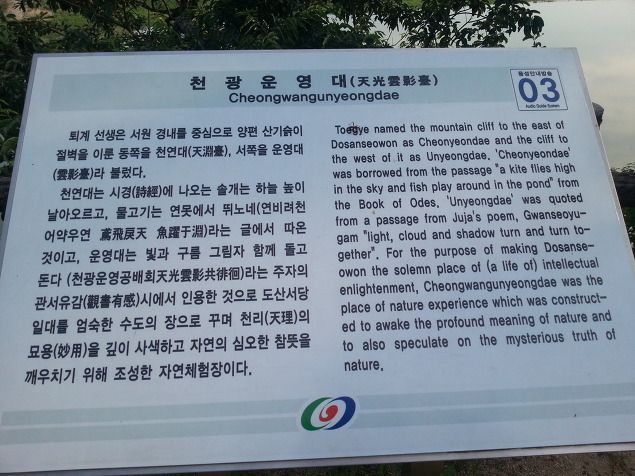 천 광 운 영 대 (天光雲影臺)
Cheongwangunyeongdae
음성안내방송
03
Audio Guide System
퇴계 선생은 서원 경내를 중심으로 양편 산기슭이
절벽을 이룬 동쪽을 천연대(天淵臺), 서쪽을 운영대
(雲影臺)라 불렀다.
천연대는 시경(詩經)에 나오는 솔개는 하늘 높이
날아오르고, 물고기는 연못에서 뛰노네(연비려천
어약우연 鳶飛戾天 魚躍于淵)라는 글에서 따온
것이고, 운영대는 빛과 구름 그림자 함께 돌고
돈다 (천광운영공배회天光雲影共徘徊)라는 주자의
관서유감(觀書有感)시에서 인용한 것으로 도산서당
일대를 엄숙한 수도의 장으로 꾸며 천리(天理)의
묘용(妙用)을 깊이 사색하고 자연의 심오한 참뜻을
깨우치기 위해 조성한 자연체험장이다.
Toegye named the mountain cliff to the east of
Dosanseowon as Cheonyeondae and the cliff to
the west of it as Unyeongdae. 'Cheonyeondae'
was borrowed from the passage "a kite flies high
in the sky and fish play around in the pond" from
the Book of Odes, 'Unyeongdae' was quoted
from a passage from Juja's poem, Gwanseoyu-
gam "light, cloud and shadow turn and turn to-
gether". For the purpose of making Dosanse-
owon the solemn place of (a life of) intellectual
enlightenment, Cheongwangunyeongdae was the
place of nature experience which was construct-
ed to awake the profound meaning of nature and
to also speculate on the mysterious truth of
nature.